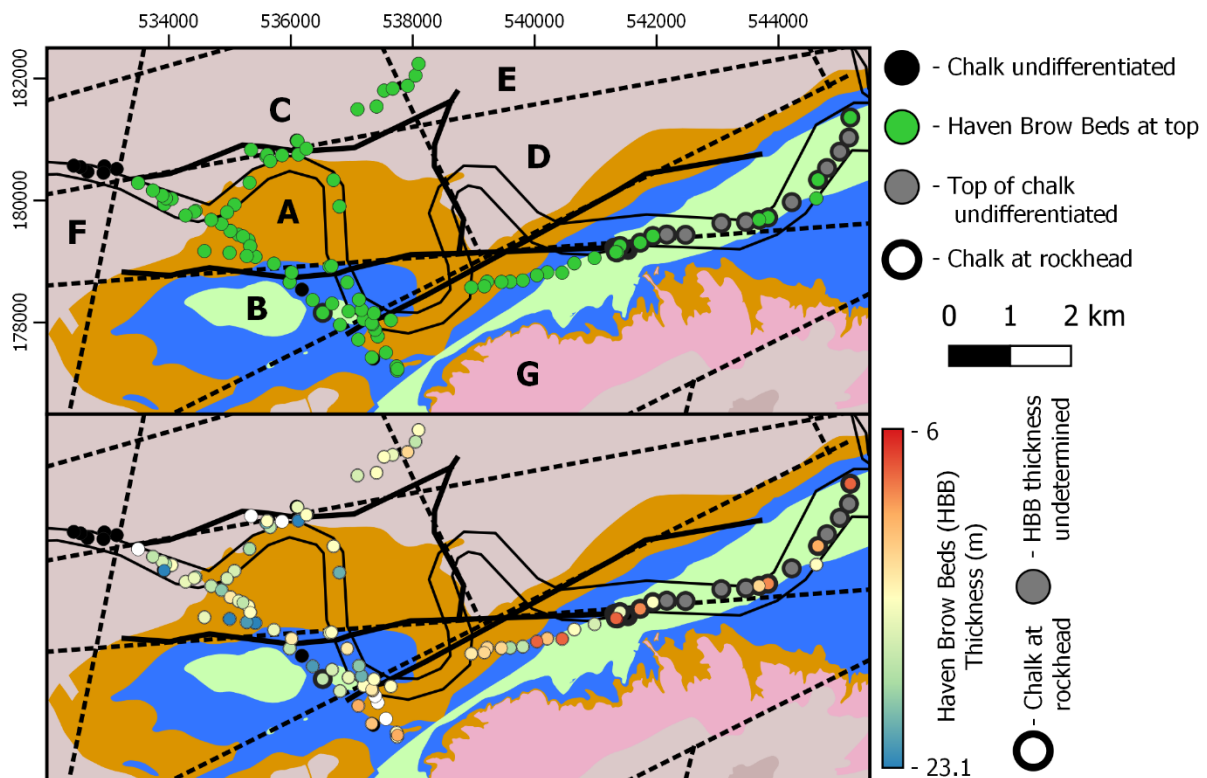 534000 536000 538000 540000 542000 544000
182000
180000
178000
A
B
C
D
E
F
G
- Chalk undifferentiated
- Haven Brow Beds at top
- Top of chalk
undifferentiated
- Chalk at rockhead
0 1 2 km
- 6
- 23.1
Haven Brow Beds (HBB)
Thickness (m)
- HBB thickness
undetermined
- Chalk at
rockhead